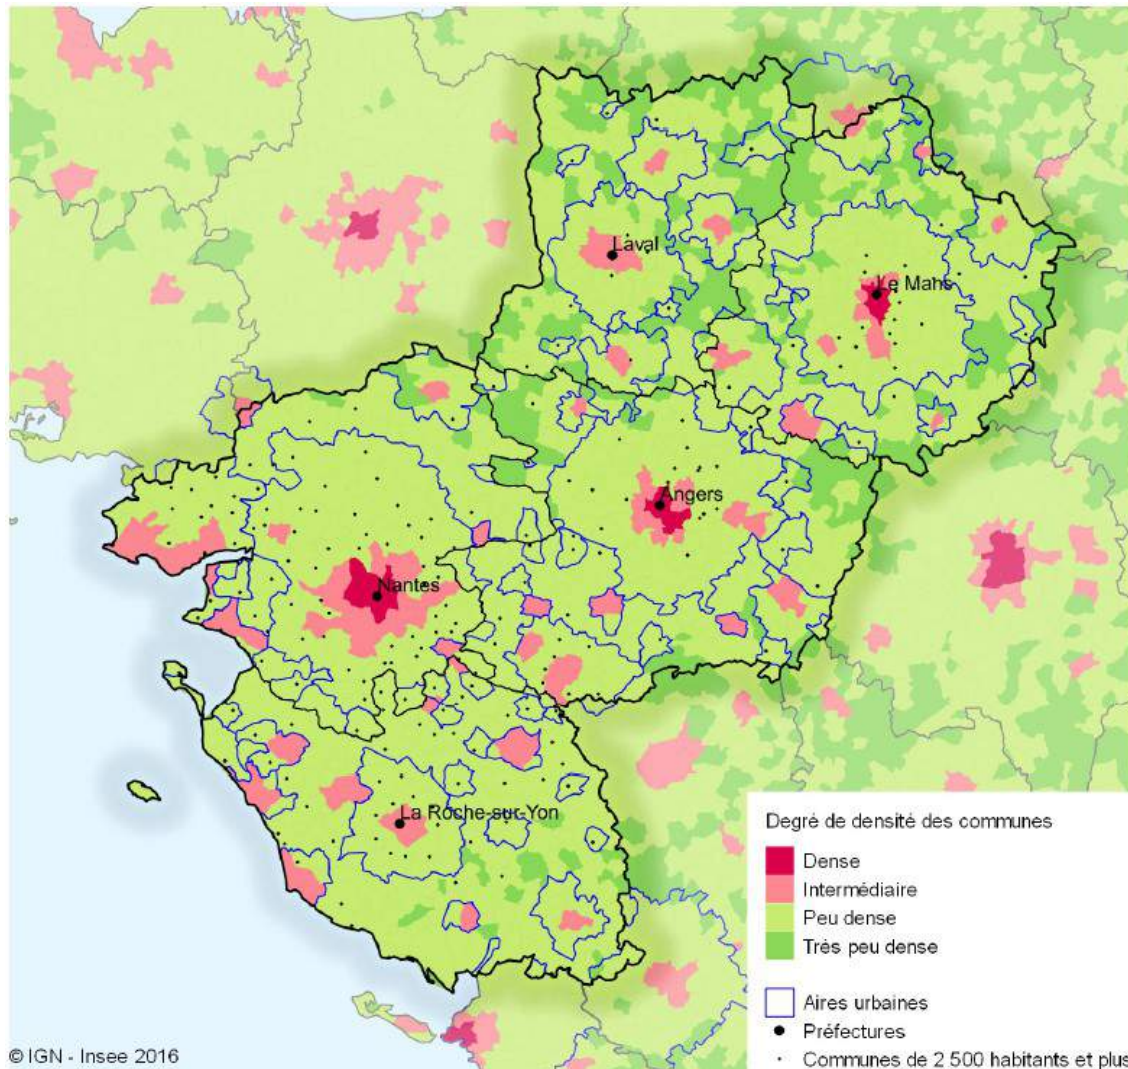 Laval
Le Mans
Angers
Nantes
La Roche-sur-Yon
Degré de densité des communes
Dense
Intermédiaire
Peu dense
Très peu dense
Aires urbaines
Préfectures
Communes de 2 500 habitants et plus
© IGN - Insee 2016